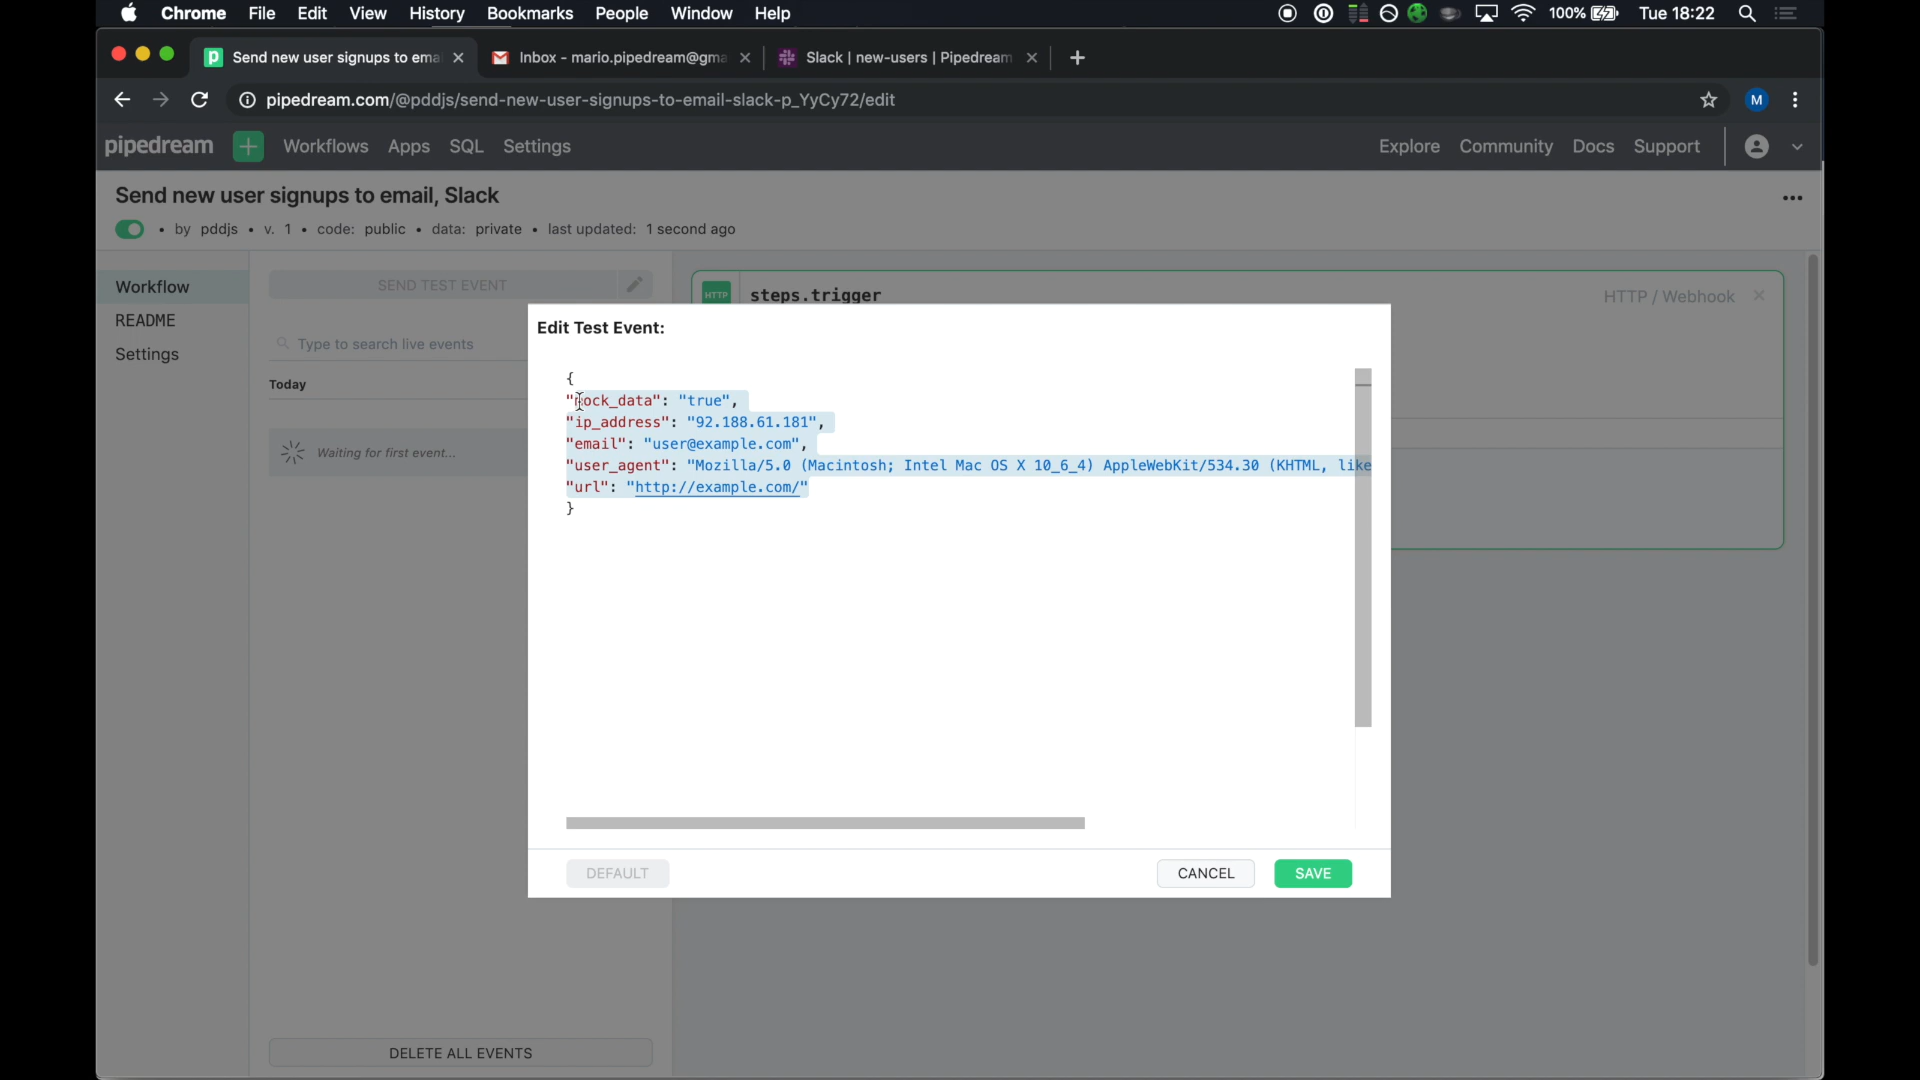 Chrome File Edit View History Bookmarks People Window Help 100% Tue 18:22
Send new user signups to ema Inbox - mario.pipedream@gma Slack | new-users | Pipedream
pipedream.com/@pddjs/send-new-user-signups-to-email-slack-p_YyCy72/edit M
pipedream Workflows Apps SQL Settings Explore Community Docs Support
Send new user signups to email, Slack
• by pddjs • v. 1 • code: public • data: private • last updated: 1 second ago
Workflow
README
Settings
SEND TEST EVENT
Type to search live events
Today
Waiting for first event...
DELETE ALL EVENTS
HTTP steps.trigger HTTP / Webhook
Edit Test Event:
{
"mock_data": "true",
"ip_address": "92.188.61.181",
"email": "user@example.com",
"user_agent": "Mozilla/5.0 (Macintosh; Intel Mac OS X 10_6_4) AppleWebKit/534.30 (KHTML, like
"url": "http://example.com/"
}
DEFAULT CANCEL SAVE